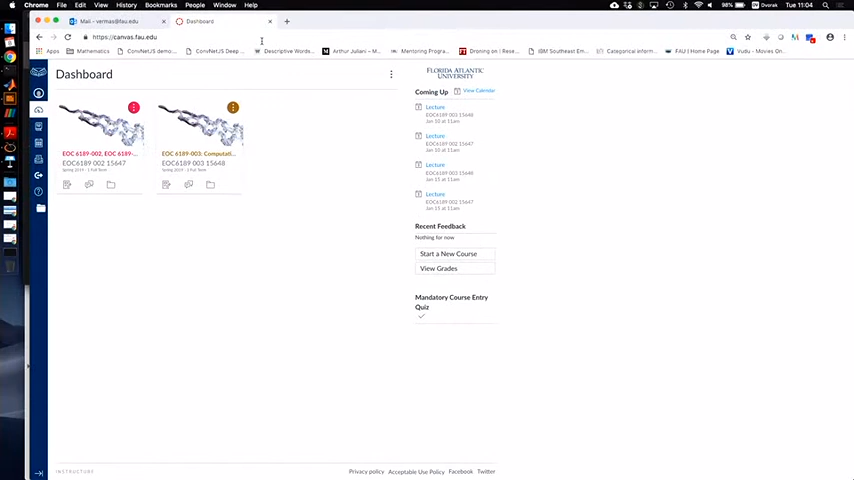 Chrome File Edit View History Bookmarks People Window Help 98% Dvorak Tue 11:04
Mail – vermas@fau.edu Dashboard
https://canvas.fau.edu
Apps Mathematics ConvNetJS demo: ConvNetJS Deep ... Descriptive Words... Arthur Juliani – M... Mentoring Progra... Droning on | Rese... IBM Southeast Em... Categorical inform... FAU | Home Page Vudu - Movies On...
Dashboard
FLORIDA ATLANTIC
UNIVERSITY
Coming Up View Calendar
Lecture
EOC6189 003 15648
Jan 10 at 11am
Lecture
EOC6189 002 15647
Jan 10 at 11am
Lecture
EOC6189 003 15648
Jan 15 at 11am
Lecture
EOC6189 002 15647
Jan 15 at 11am
EOC 6189-002, EOC 6189-...
EOC6189 002 15647
Spring 2019 - 1 Full Term
EOC 6189-003: Computati...
EOC6189 003 15648
Spring 2019 - 1 Full Term
Recent Feedback
Nothing for now
Start a New Course
View Grades
Mandatory Course Entry
Quiz
INSTRUCTURE
Privacy policy Acceptable Use Policy Facebook Twitter